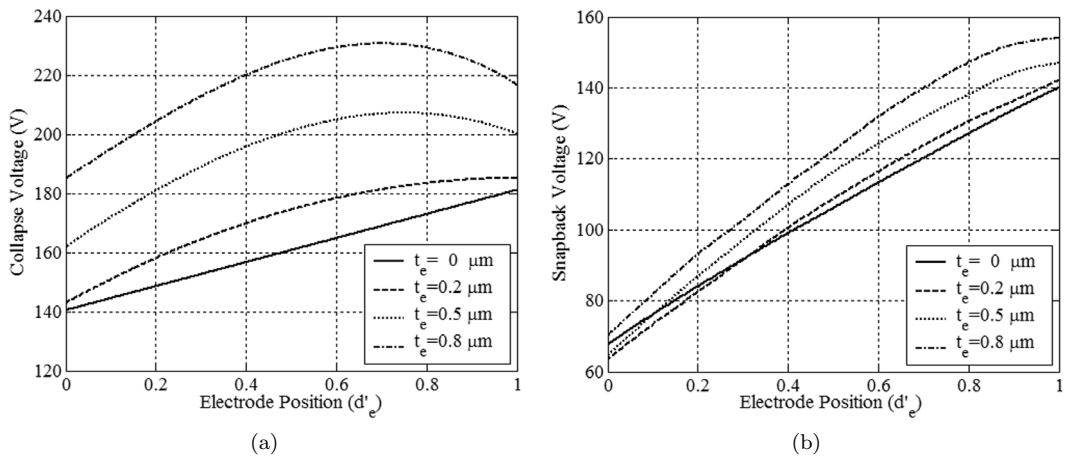 240
220
200
180
160
140
120
Collapse Voltage (V)
0
0.2
0.4
0.6
0.8
1
Electrode Position (d'e)
te= 0 μm
te=0.2 μm
te=0.5 μm
te=0.8 μm
(a)
160
140
120
100
80
60
Snapback Voltage (V)
0
0.2
0.4
0.6
0.8
1
Electrode Position (d'e)
te= 0 μm
te=0.2 μm
te=0.5 μm
te=0.8 μm
(b)